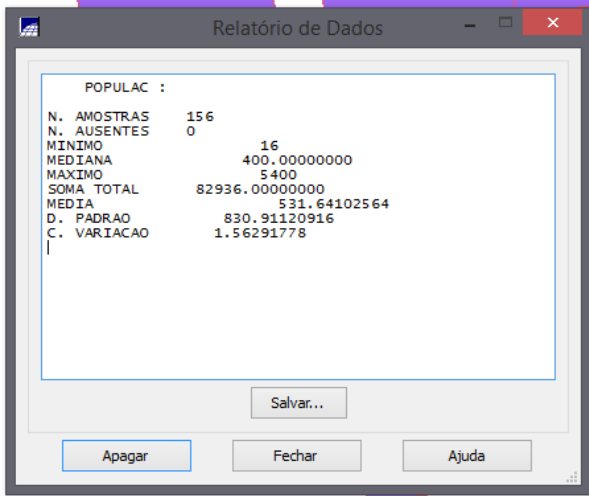 Relatório de Dados
POPULAC :
N. AMOSTRAS 156
N. AUSENTES 0
MINIMO 16
MEDIANA 400.00000000
MAXIMO 5400
SOMA TOTAL 82936.00000000
MEDIA 531.64102564
D. PADRAO 830.91120916
C. VARIACAO 1.56291778
Salvar...
Apagar Fechar Ajuda